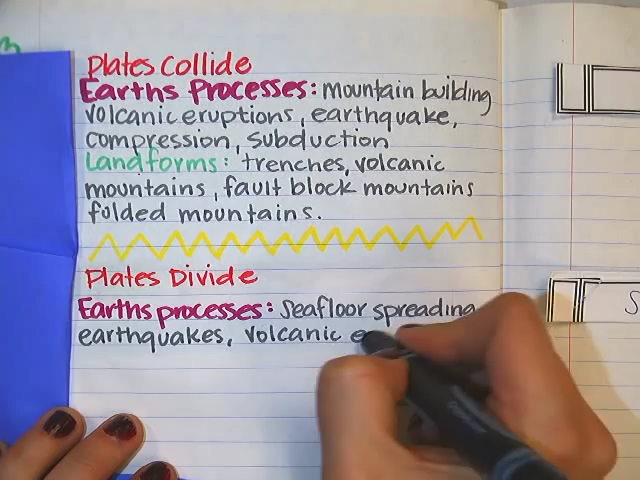 Plates Collide
Earths Processes: mountain building
volcanic eruptions, earthquake,
compression, subduction
Landforms: trenches, volcanic
mountains, fault block mountains
folded mountains.
Plates Divide
Earths processes: Seafloor spreading
earthquakes, volcanic e
S